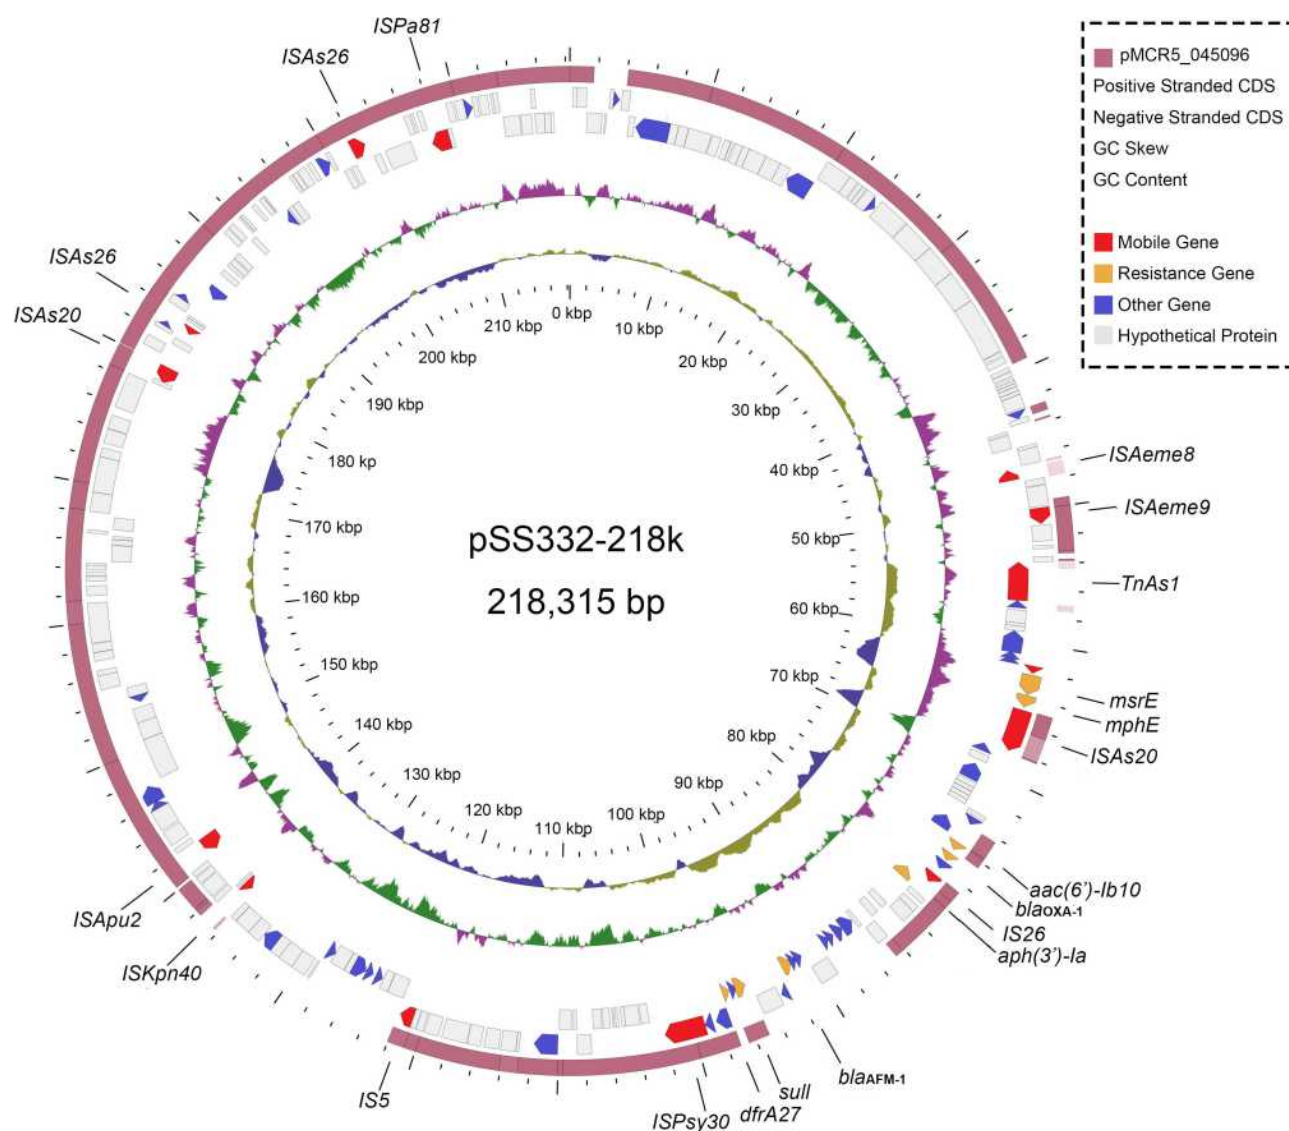 ISPa81
ISAs26
ISAs26
ISAs20
pMCR5_045096
Positive Stranded CDS
Negative Stranded CDS
GC Skew
GC Content
Mobile Gene
Resistance Gene
Other Gene
Hypothetical Protein
0 kbp
10 kbp
20 kbp
30 kbp
40 kbp
50 kbp
60 kbp
70 kbp
80 kbp
90 kbp
100 kbp
110 kbp
120 kbp
130 kbp
140 kbp
150 kbp
160 kbp
170 kbp
180 kp
190 kbp
200 kbp
210 kbp
pSS332-218k
218,315 bp
ISAeme8
ISAeme9
TnAs1
msrE
mphE
ISAs20
aac(6')-Ib10
blaOXA-1
IS26
aph(3')-Ia
blaAFM-1
sulI
dfrA27
ISPsy30
IS5
ISKpn40
ISApu2